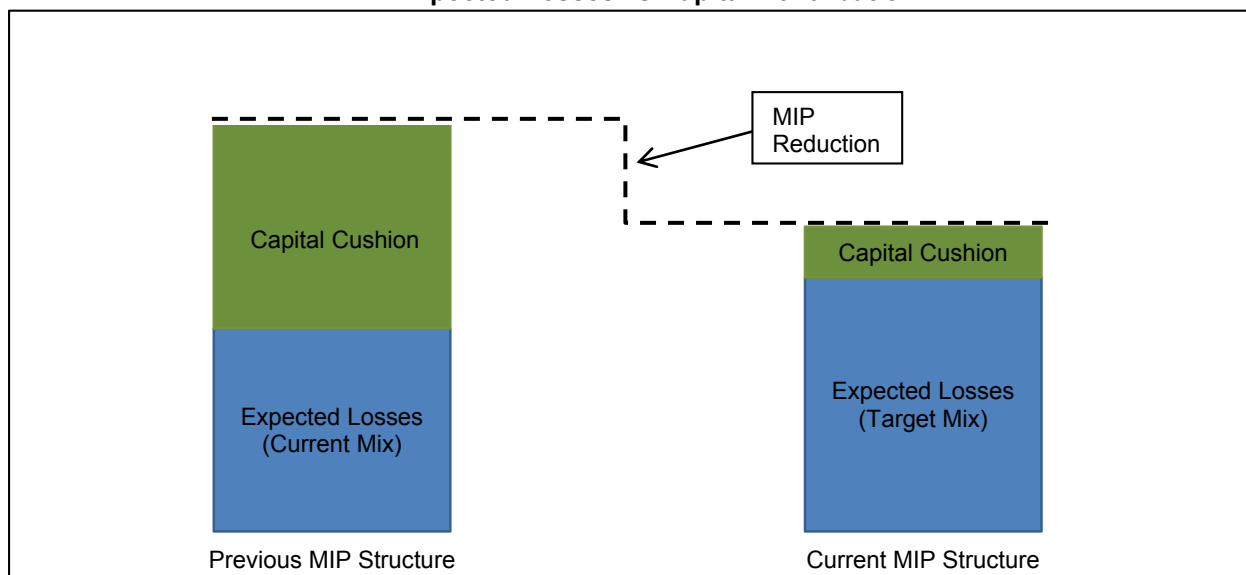 MIP
Reduction
Capital Cushion
Capital Cushion
Expected Losses
(Current Mix)
Expected Losses
(Target Mix)
Previous MIP Structure
Current MIP Structure